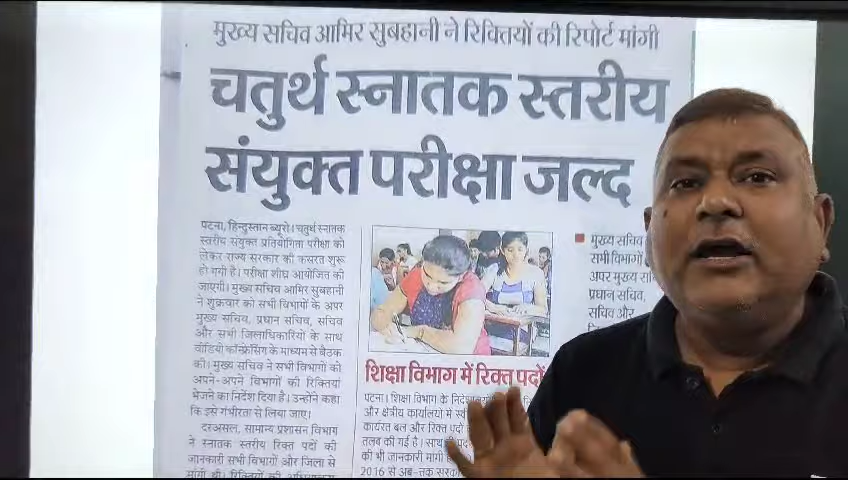 मुख्य सचिव आमिर सुबहानी ने रिक्तियों की रिपोर्ट मांगी
चतुर्थ स्नातक स्तरीय
संयुक्त परीक्षा जल्द
पटना, हिन्दुस्तान ब्यूरो। चतुर्थ स्नातक
स्तरीय संयुक्त प्रतियोगिता परीक्षा को
लेकर राज्य सरकार की कसरत शुरू
हो गयी है। परीक्षा शीघ्र आयोजित की
जाएगी। मुख्य सचिव आमिर सुबहानी
ने शुक्रवार को सभी विभागों के अपर
मुख्य सचिव, प्रधान सचिव, सचिव
और सभी जिलाधिकारियों के साथ
वीडियो कॉन्फ्रेंसिंग के माध्यम से बैठक
की। मुख्य सचिव ने सभी विभागों को
अपने-अपने विभागों की रिक्तियां
भेजने का निर्देश दिया है। उन्होंने कहा
कि इसे गंभीरता से लिया जाए।
दरअसल, सामान्य प्रशासन विभाग
ने स्नातक स्तरीय रिक्त पदों की
जानकारी सभी विभागों और जिला से
मांगी थी। रिक्तियों की
मुख्य सचिव
सभी विभागों
अपर मुख्य
प्रधान सचिव,
सचिव और
शिक्षा विभाग में रिक्त पदों
पटना। शिक्षा विभाग के
और क्षेत्रीय कार्यालयों में
कार्यरत बल और रिक्त पदों
तलब की गई है। साथ
की भी जानकारी मांगी
2016 से अब-तक